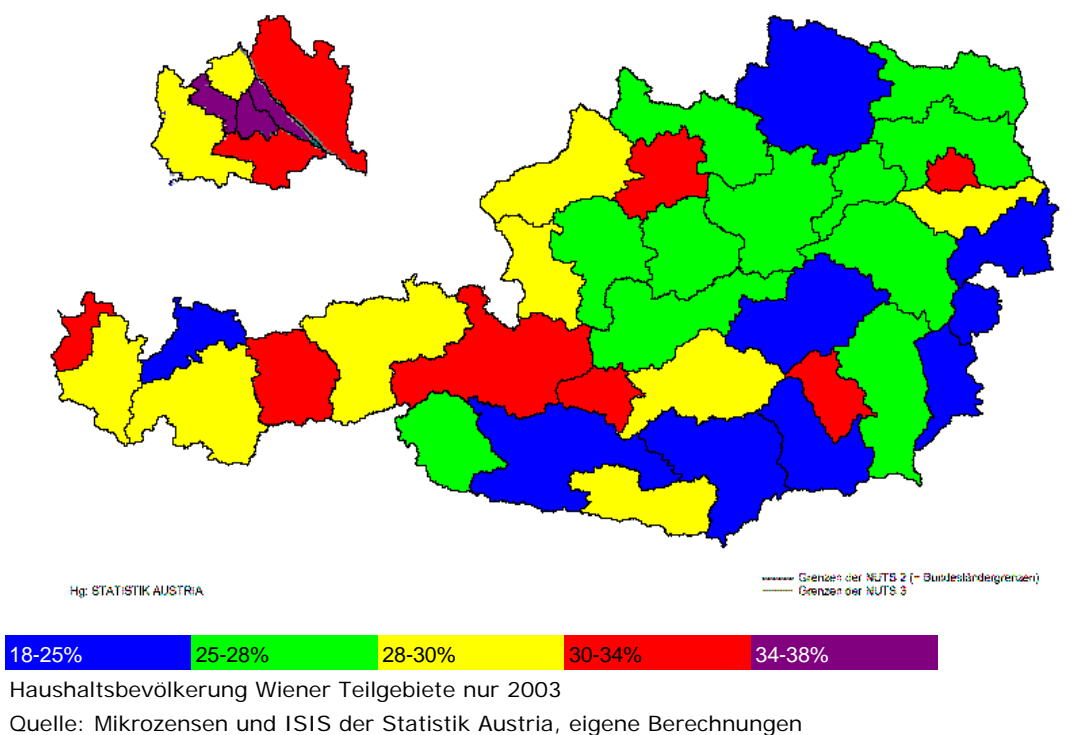 Hg: STATISTIK AUSTRIA
Grenzen der NUTS 2 (= Bundesländergrenzen)
Grenzen der NUTS 3
18-25% 25-28% 28-30% 30-34% 34-38%
Haushaltsbevölkerung Wiener Teilgebiete nur 2003
Quelle: Mikrozensen und ISIS der Statistik Austria, eigene Berechnungen